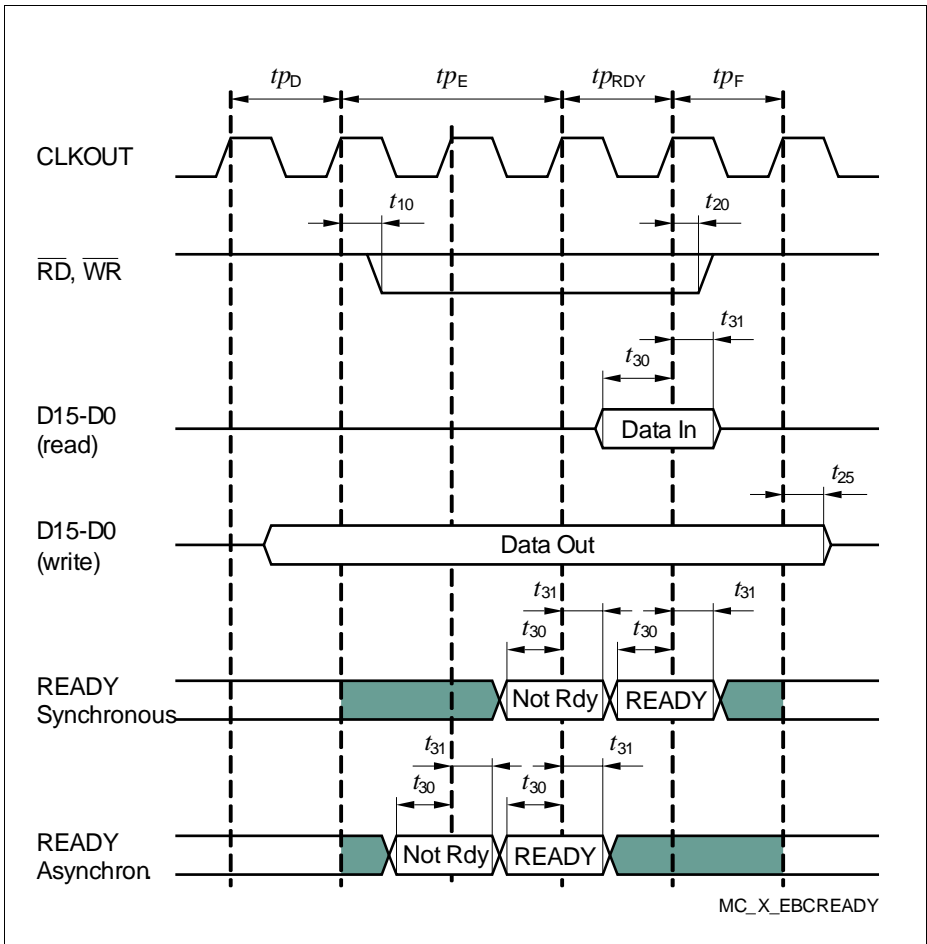 tpD tpE tpRDY tpF
CLKOUT
t10 t20
RD, WR
t31
t30
D15-D0
(read)
Data In
t25
D15-D0
(write)
Data Out
t31 t31
t30 t30
READY
Synchronous
Not Rdy READY
t31 t31
t30 t30
READY
Asynchron.
Not Rdy READY
MC_X_EBCREADY